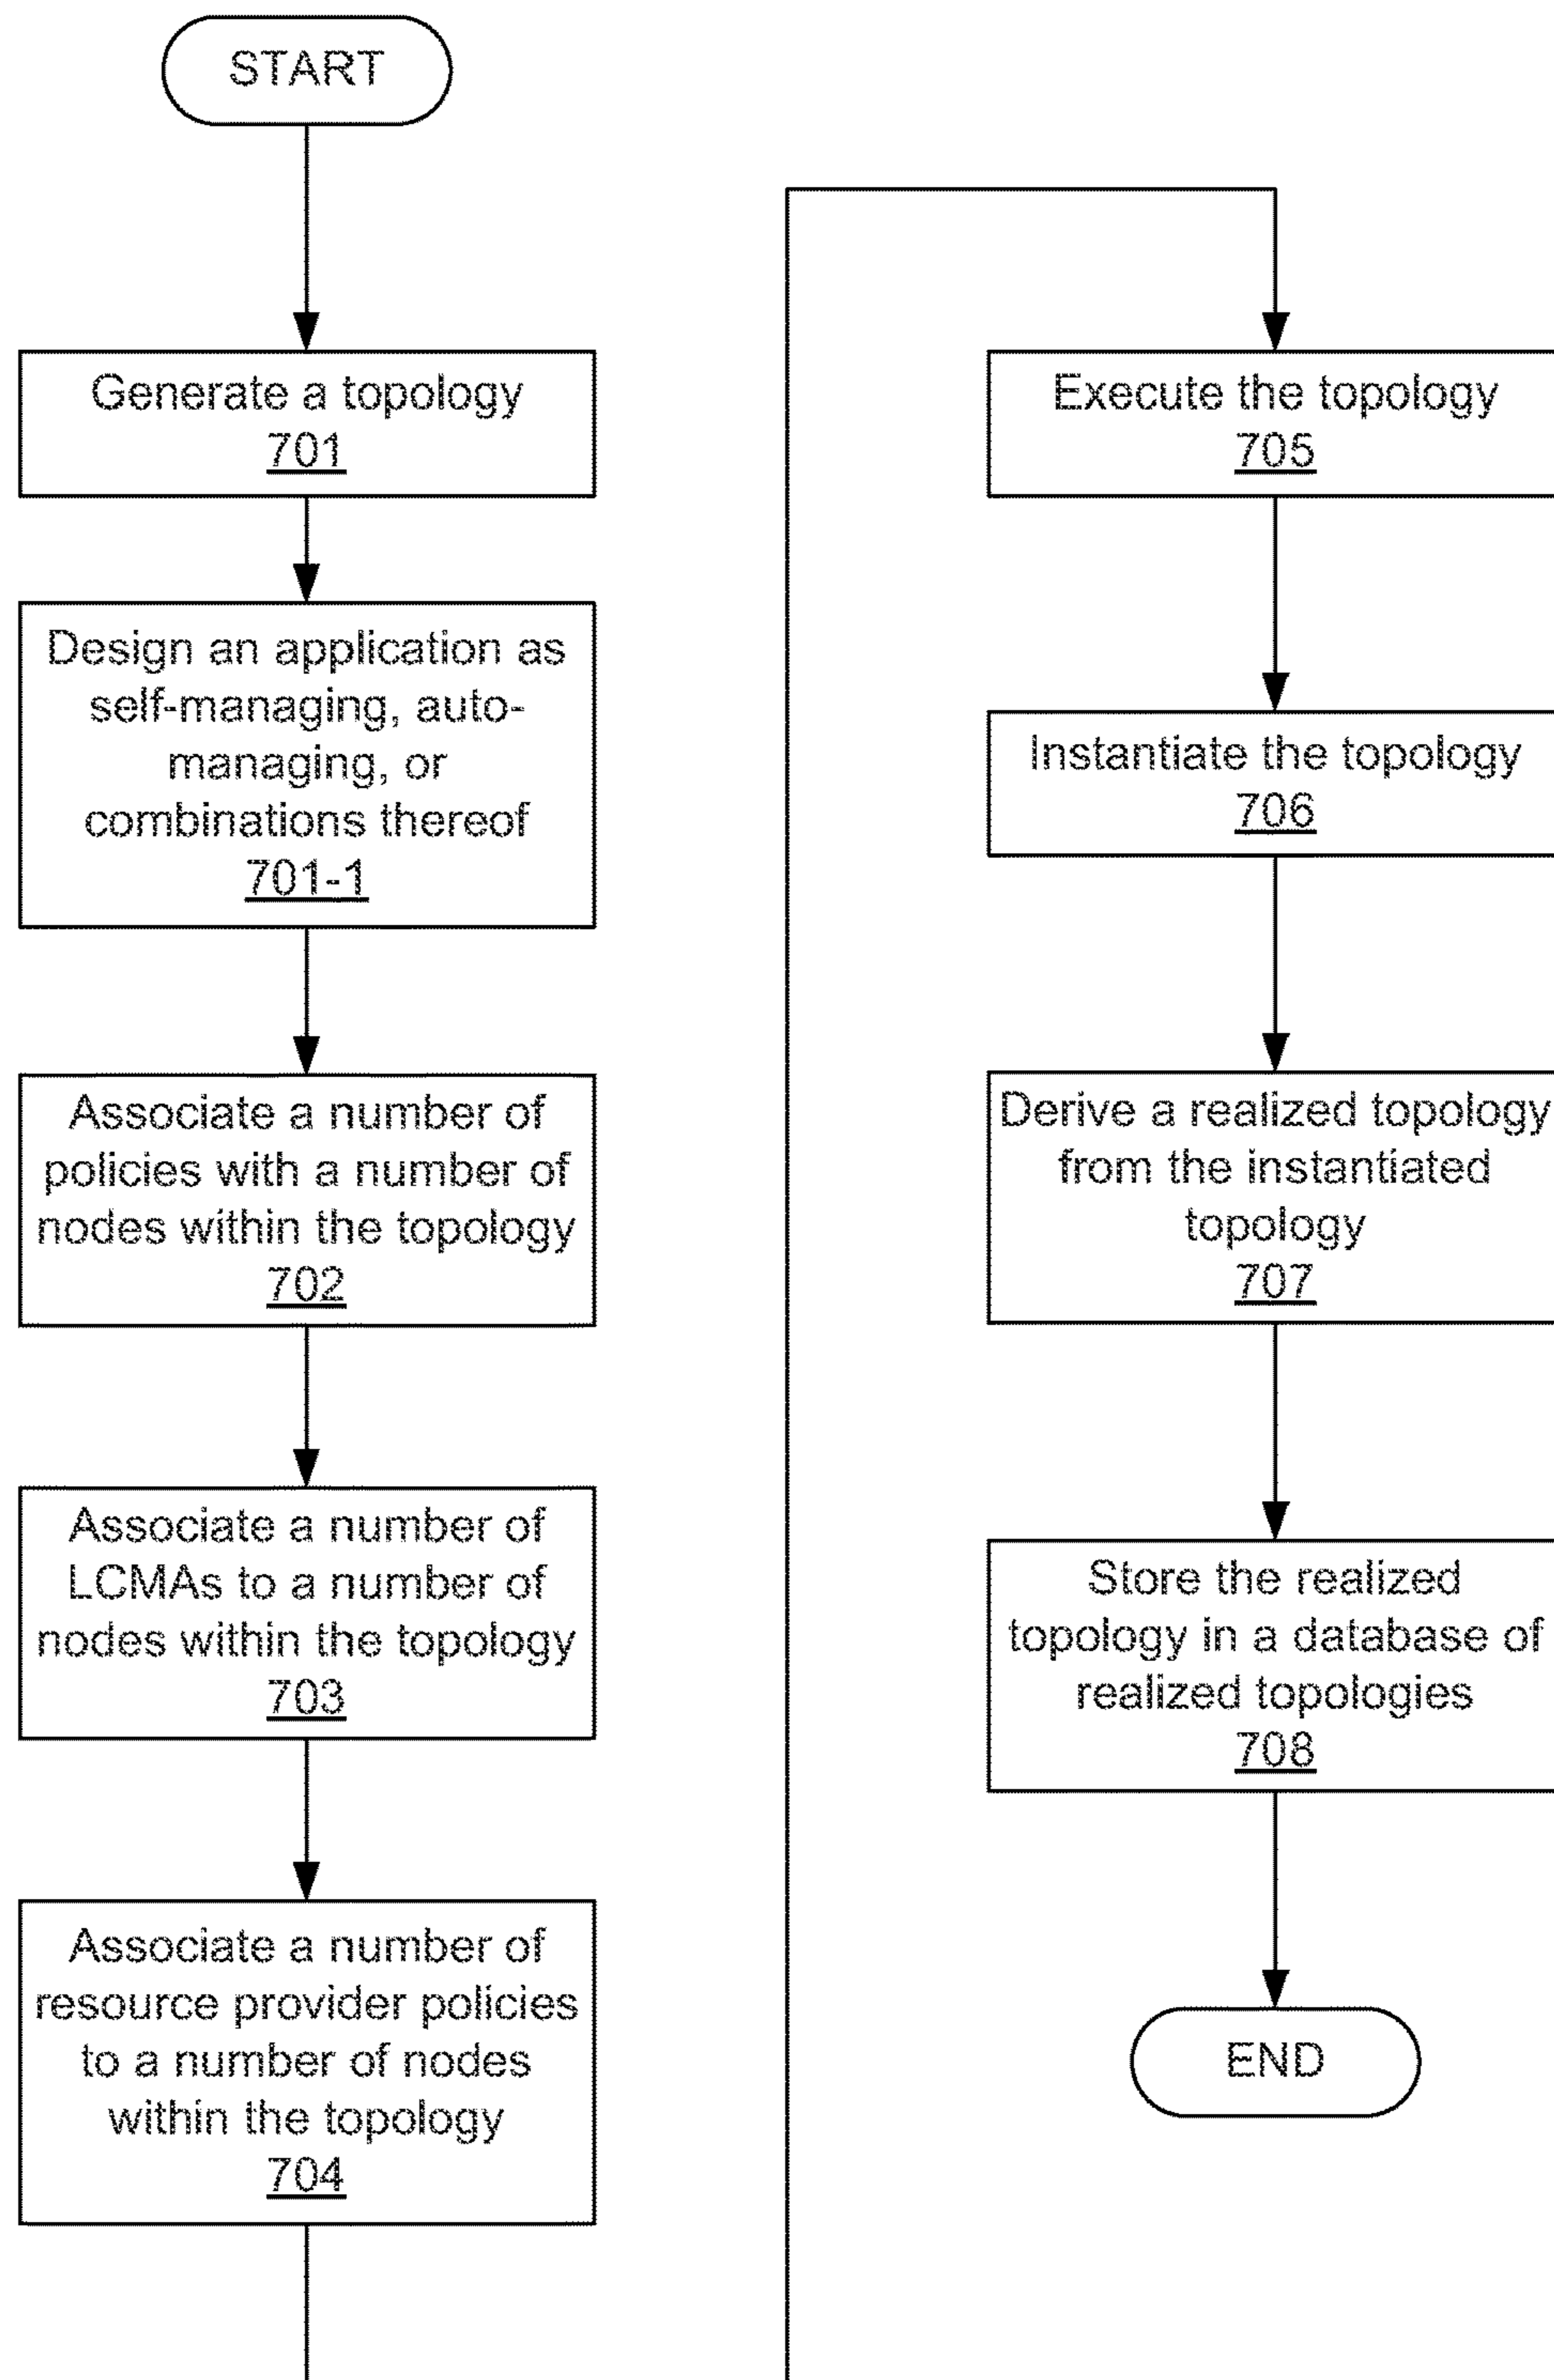 START
Generate a topology
701
Design an application as
self-managing, auto-
managing, or
combinations thereof
701-1
Associate a number of
policies with a number of
nodes within the topology
702
Associate a number of
LCMAs to a number of
nodes within the topology
703
Associate a number of
resource provider policies
to a number of nodes
within the topology
704
Execute the topology
705
Instantiate the topology
706
Derive a realized topology
from the instantiated
topology
707
Store the realized
topology in a database of
realized topologies
708
END